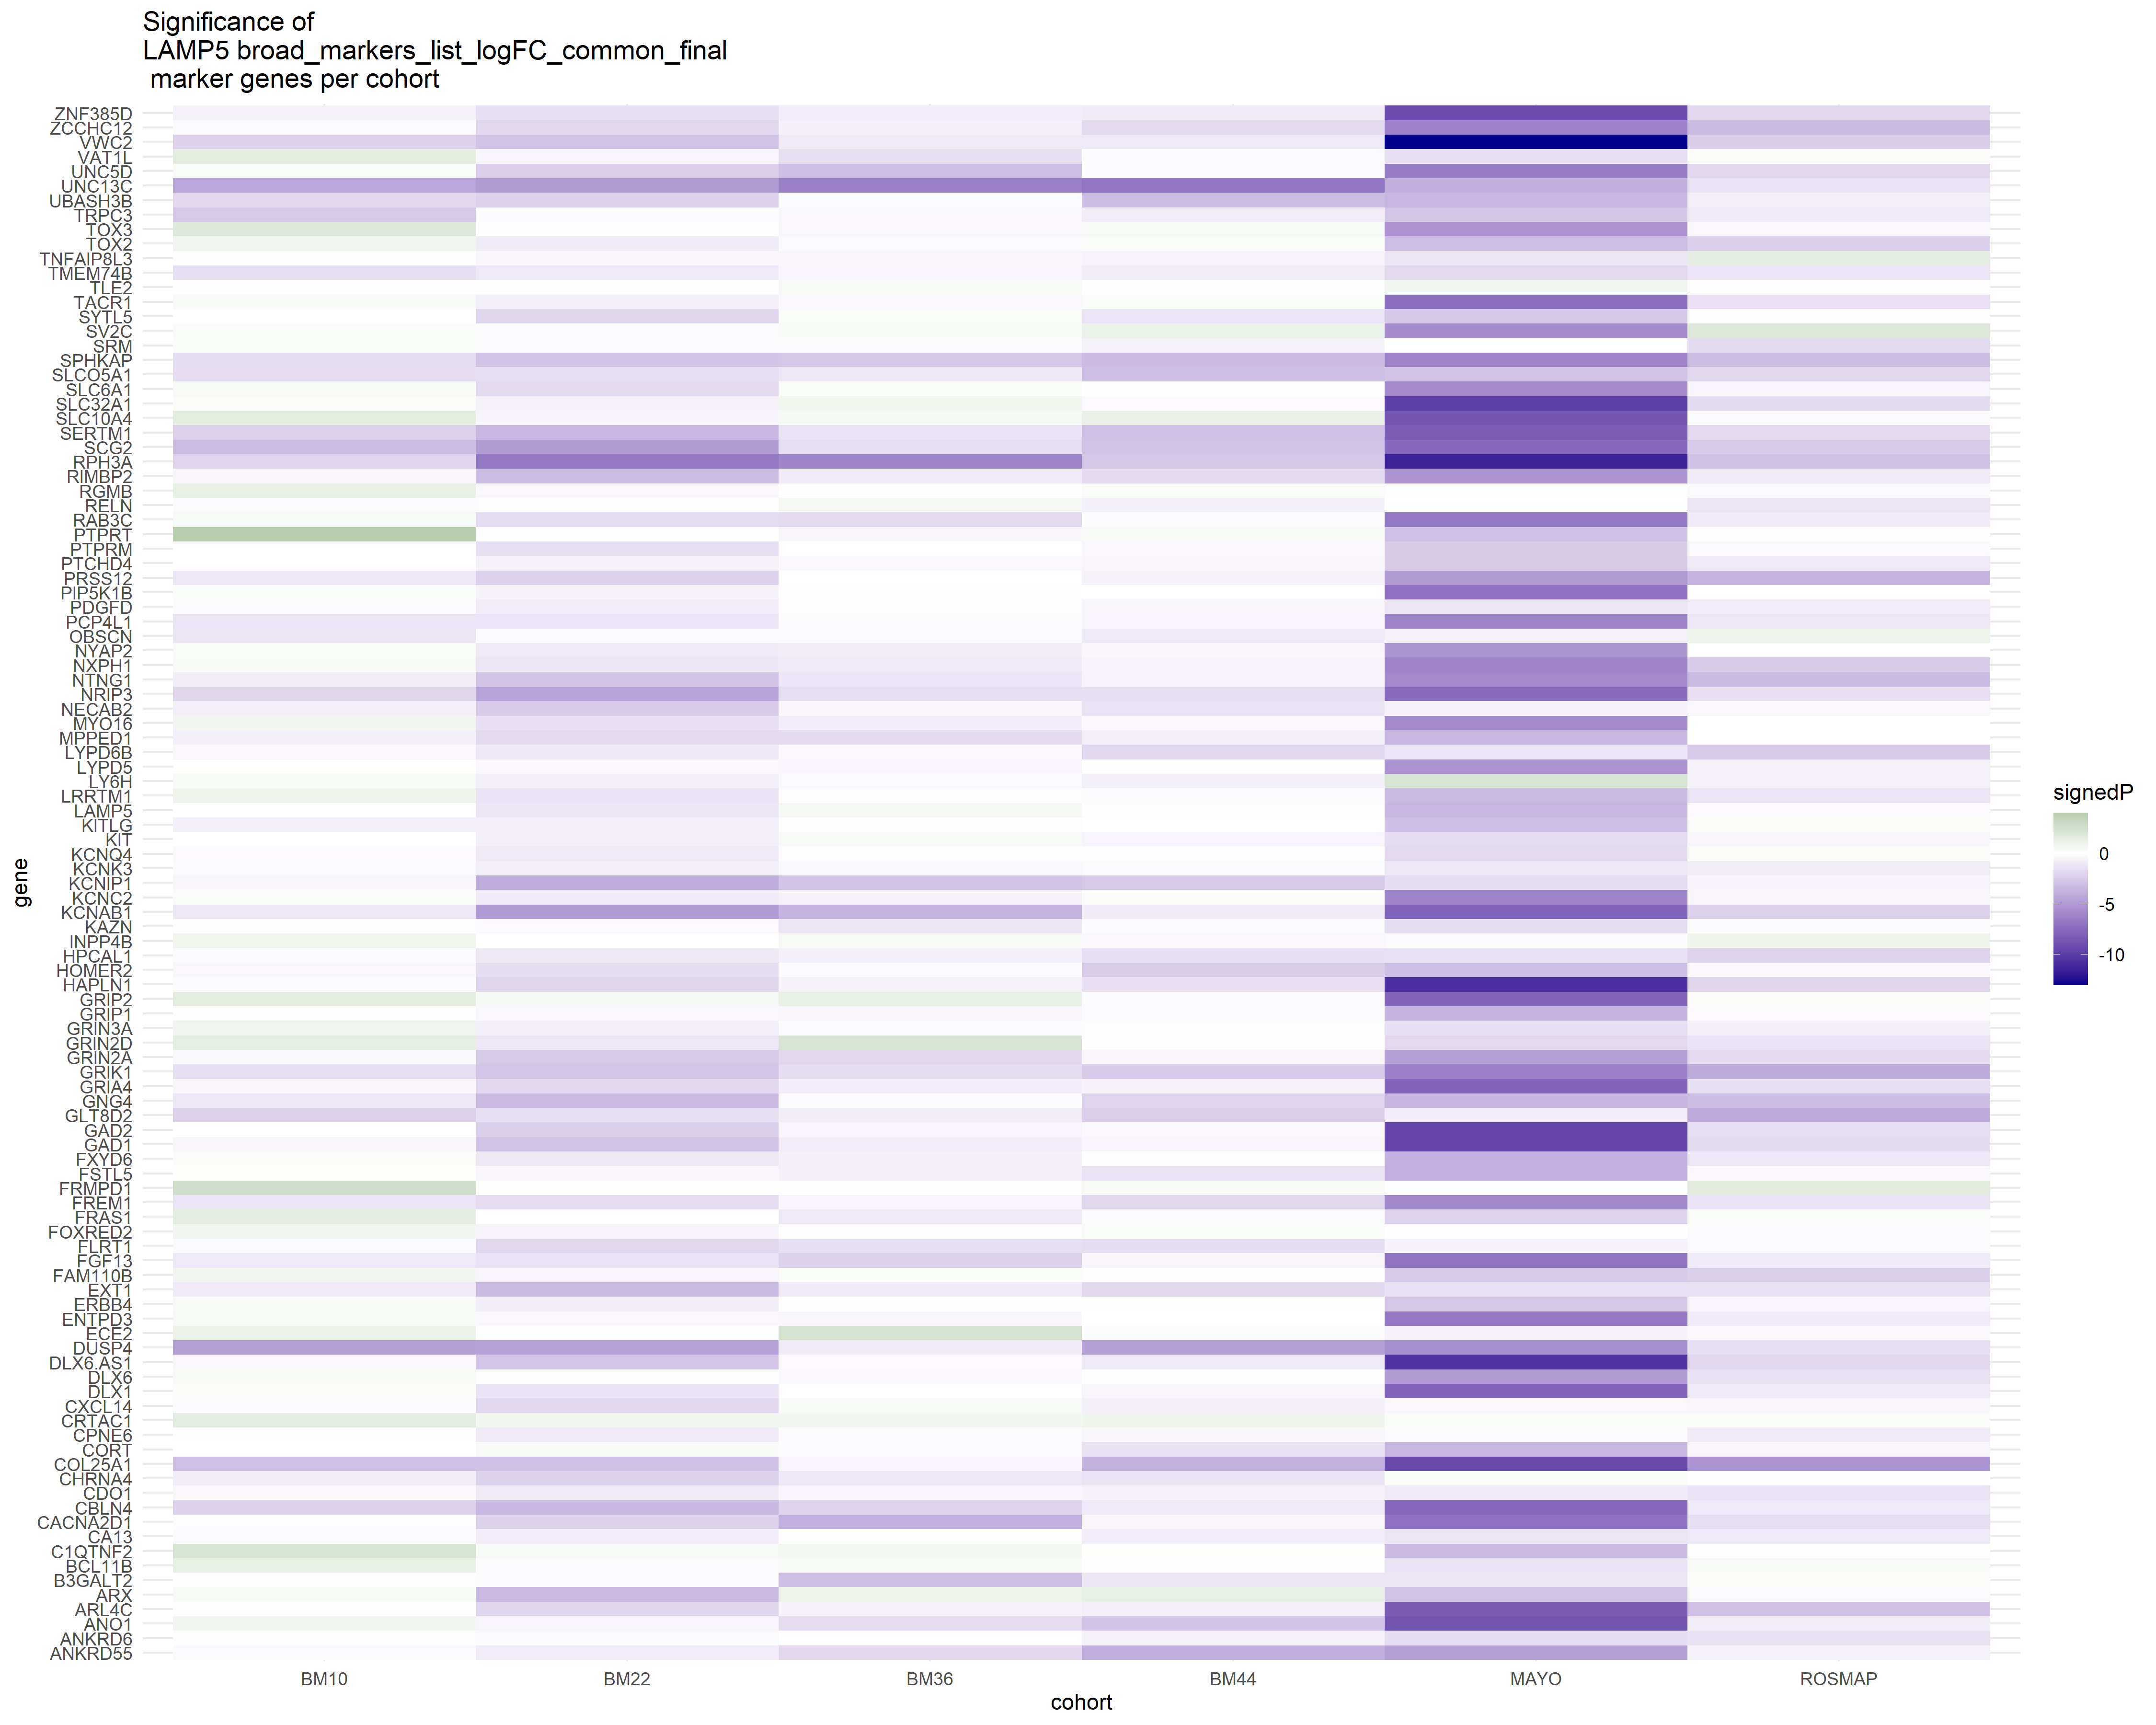 Significance of
LAMP5 broad_markers_list_logFC_common_final
marker genes per cohort
ZNF385D
ZCCHC12
VWC2
VAT1L
UNC5D
UNC13C
UBASH3B
TRPC3
TOX3
TOX2
TNFAIP8L3
TMEM74B
TLE2
TACR1
SYTL5
SV2C
SRM
SPHKAP
SLCO5A1
SLC6A1
SLC32A1
SLC10A4
SERTM1
SCG2
RPH3A
RIMBP2
RGMB
RELN
RAB3C
PTPRT
PTPRM
PTCHD4
PRSS12
PIP5K1B
PDGFD
PCP4L1
OBSCN
NYAP2
NXPH1
NTNG1
NRIP3
NECAB2
MYO16
MPPED1
LYPD6B
LYPD5
LY6H
LRRTM1
LAMP5
KITLG
KIT
KCNQ4
KCNK3
KCNIP1
KCNC2
KCNAB1
KAZN
INPP4B
HPCAL1
HOMER2
HAPLN1
GRIP2
GRIP1
GRIN3A
GRIN2D
GRIN2A
GRIK1
GRIA4
GNG4
GLT8D2
GAD2
GAD1
FXYD6
FSTL5
FRMPD1
FREM1
FRAS1
FOXRED2
FLRT1
FGF13
FAM110B
EXT1
ERBB4
ENTPD3
ECE2
DUSP4
DLX6.AS1
DLX6
DLX1
CXCL14
CRTAC1
CPNE6
CORT
COL25A1
CHRNA4
CDO1
CBLN4
CACNA2D1
CA13
C1QTNF2
BCL11B
B3GALT2
ARX
ARL4C
ANO1
ANKRD6
ANKRD55
gene
BM10 BM22 BM36 BM44 MAYO ROSMAP
cohort
signedP
0
-5
-10